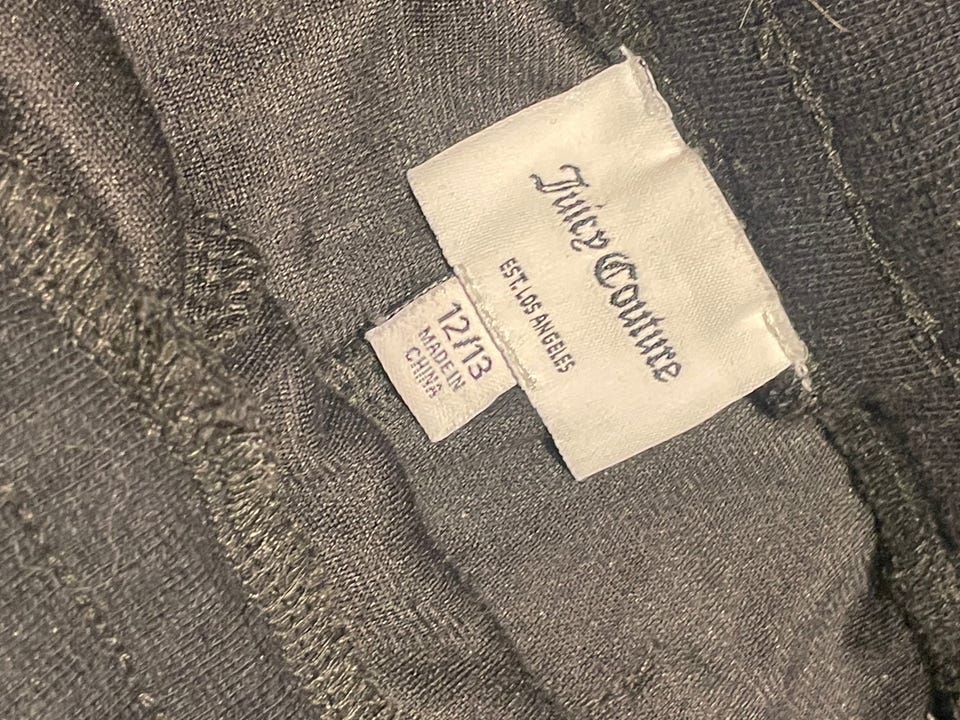 Juicy Couture
EST. LOS ANGELES
12/13
MADE IN
CHINA